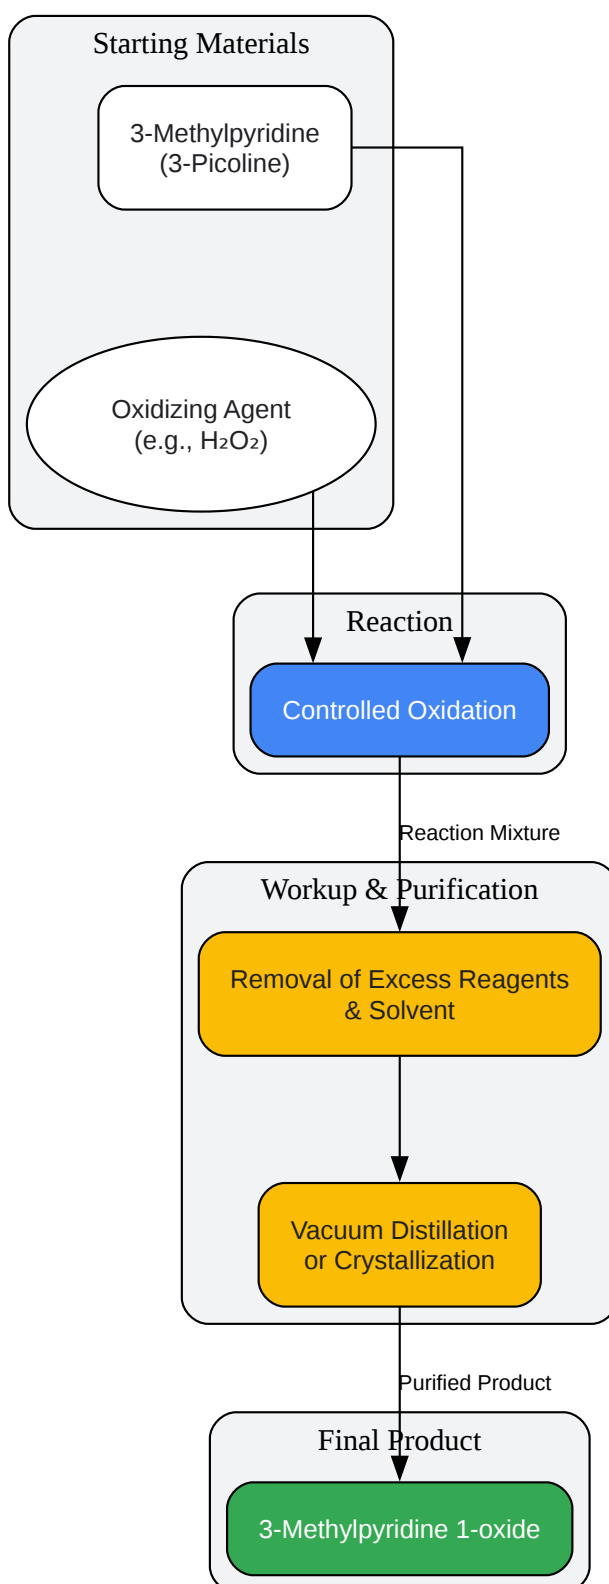 Starting Materials
3-Methylpyridine
(3-Picoline)
Oxidizing Agent
(e.g., H₂O₂)
Reaction
Controlled Oxidation
Reaction Mixture
Workup & Purification
Removal of Excess Reagents
& Solvent
Vacuum Distillation
or Crystallization
Purified Product
Final Product
3-Methylpyridine 1-oxide